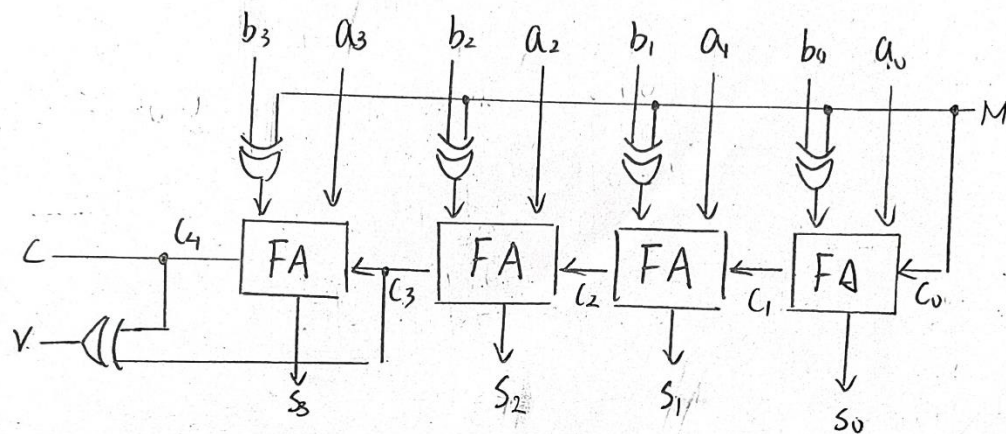 b3 a3 b2 a2 b1 a1 b0 a0
M
C C4 FA C3 FA C2 FA C1 FA C0
V
S3 S2 S1 S0